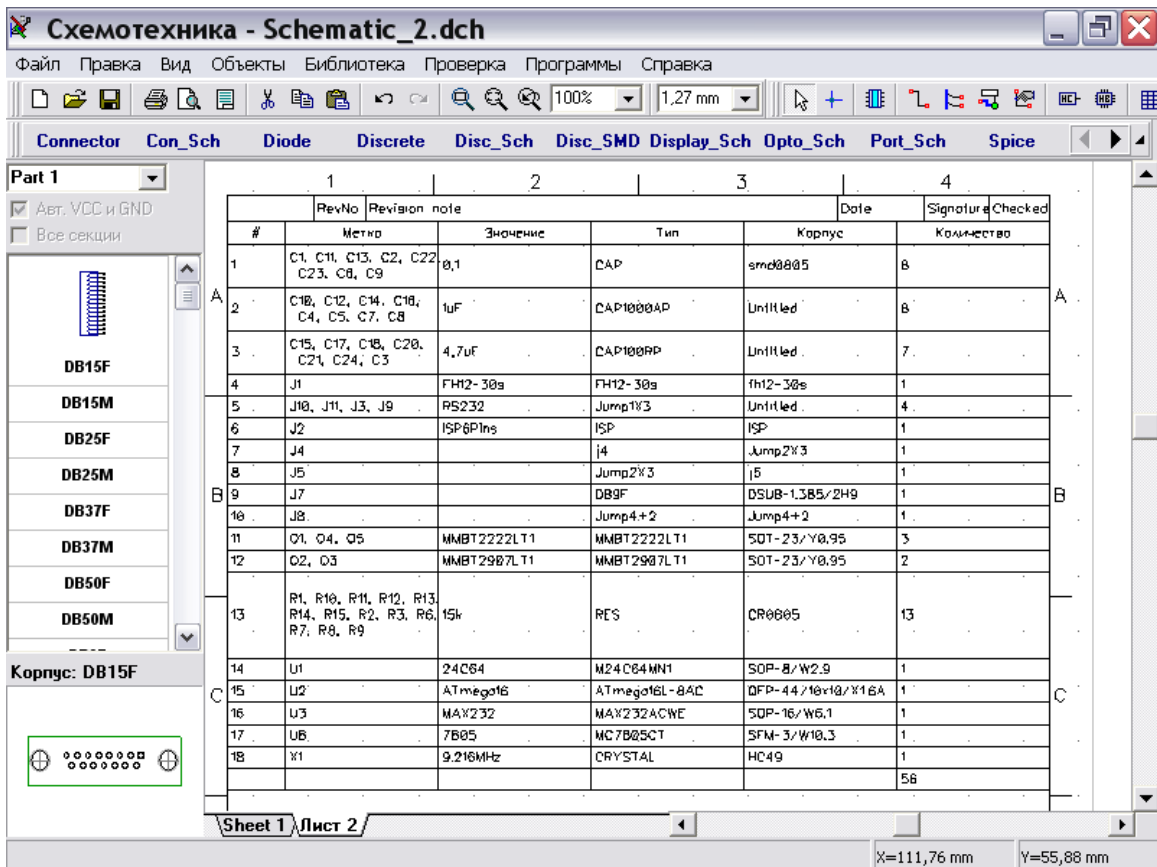 Схемотехника - Schematic_2.dch
Файл Правка Вид Объекты Библиотека Проверка Программы Справка
100% 1,27 mm
Connector Con_Sch Diode Discrete Disc_Sch Disc_SMD Display_Sch Opto_Sch Port_Sch Spice
Part 1
Авт. VCC и GND
Все секции
DB15F
DB15M
DB25F
DB25M
DB37F
DB37M
DB50F
DB50M
Корпус: DB15F
1 2 3 4
RevNo Revision note Date Signature Checked
# Метка Значение Тип Корпус Количество
1 C1, C11, C13, C2, C22, C23, C6, C9 0,1 CAP smd0805 8
A A
2 C10, C12, C14, C16, C4, C5, C7, C8 1uF CAP1000AP Untitled 8
3 C15, C17, C18, C20, C21, C24, C3 4.7uF CAP100RP Untitled 7
4 J1 FH12-30s FH12-30s fh12-30s 1
5 J10, J11, J3, J9 RS232 Jump1X3 Untitled 4
6 J2 ISP6Pins ISP ISP 1
7 J4 j4 Jump2X3 1
8 J5 Jump2X3 j5 1
B B
9 J7 DB9F DSUB-1.385/2H9 1
10 J8 Jump4+2 Jump4+2 1
11 Q1, Q4, Q5 MMBT2222LT1 MMBT2222LT1 SOT-23/Y0.95 3
12 Q2, Q3 MMBT2907LT1 MMBT2907LT1 SOT-23/Y0.95 2
13 R1, R10, R11, R12, R13, R14, R15, R2, R3, R6, R7, R8, R9 15k RES CR0805 13
14 U1 24C64 M24C64MN1 SOP-8/W2.9 1
C C
15 U2 ATmega16 ATmega16L-8AC QFP-44/10x10/X16A 1
16 U3 MAX232 MAX232ACWE SOP-16/W6.1 1
17 U6 7805 MC7805CT SFM-3/W10.3 1
18 X1 9.216MHz CRYSTAL HC49 1
56
Sheet 1 Лист 2
X=111,76 mm Y=55,88 mm